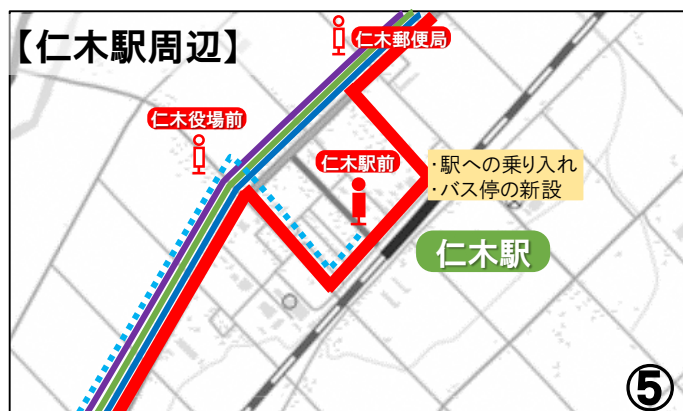 【仁木駅周辺】
仁木郵便局
仁木役場前
仁木駅前
・駅への乗り入れ
・バス停の新設
仁木駅
⑤